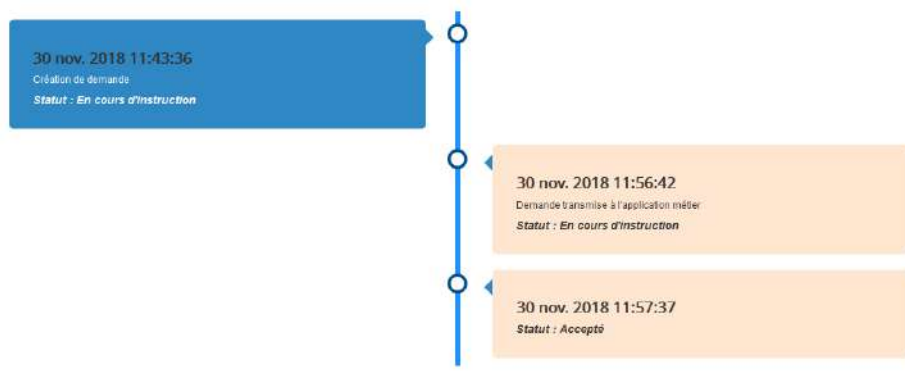 30 nov. 2018 11:43:36
Création de demande
Statut : En cours d'instruction
30 nov. 2018 11:56:42
Demande transmise à l'application métier
Statut : En cours d'instruction
30 nov. 2018 11:57:37
Statut : Accepté